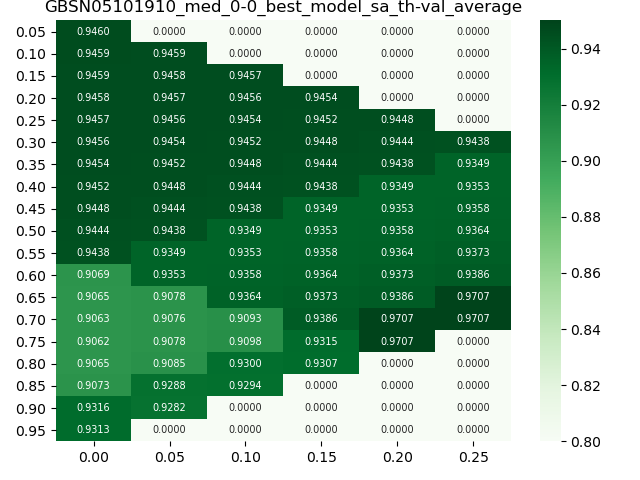 GBSN05101910_med_0-0_best_model_sa_th-val_average
0.05 0.9460 0.0000 0.0000 0.0000 0.0000 0.0000
0.10 0.9459 0.9459 0.0000 0.0000 0.0000 0.0000
0.15 0.9459 0.9458 0.9457 0.0000 0.0000 0.0000
0.20 0.9458 0.9457 0.9456 0.9454 0.0000 0.0000
0.25 0.9457 0.9456 0.9454 0.9452 0.9448 0.0000
0.30 0.9456 0.9454 0.9452 0.9448 0.9444 0.9438
0.35 0.9454 0.9452 0.9448 0.9444 0.9438 0.9349
0.40 0.9452 0.9448 0.9444 0.9438 0.9349 0.9353
0.45 0.9448 0.9444 0.9438 0.9349 0.9353 0.9358
0.50 0.9444 0.9438 0.9349 0.9353 0.9358 0.9364
0.55 0.9438 0.9349 0.9353 0.9358 0.9364 0.9373
0.60 0.9069 0.9353 0.9358 0.9364 0.9373 0.9386
0.65 0.9065 0.9078 0.9364 0.9373 0.9386 0.9707
0.70 0.9063 0.9076 0.9093 0.9386 0.9707 0.9707
0.75 0.9062 0.9078 0.9098 0.9315 0.9707 0.0000
0.80 0.9065 0.9085 0.9300 0.9307 0.0000 0.0000
0.85 0.9073 0.9288 0.9294 0.0000 0.0000 0.0000
0.90 0.9316 0.9282 0.0000 0.0000 0.0000 0.0000
0.95 0.9313 0.0000 0.0000 0.0000 0.0000 0.0000
0.00 0.05 0.10 0.15 0.20 0.25
0.94
0.92
0.90
0.88
0.86
0.84
0.82
0.80